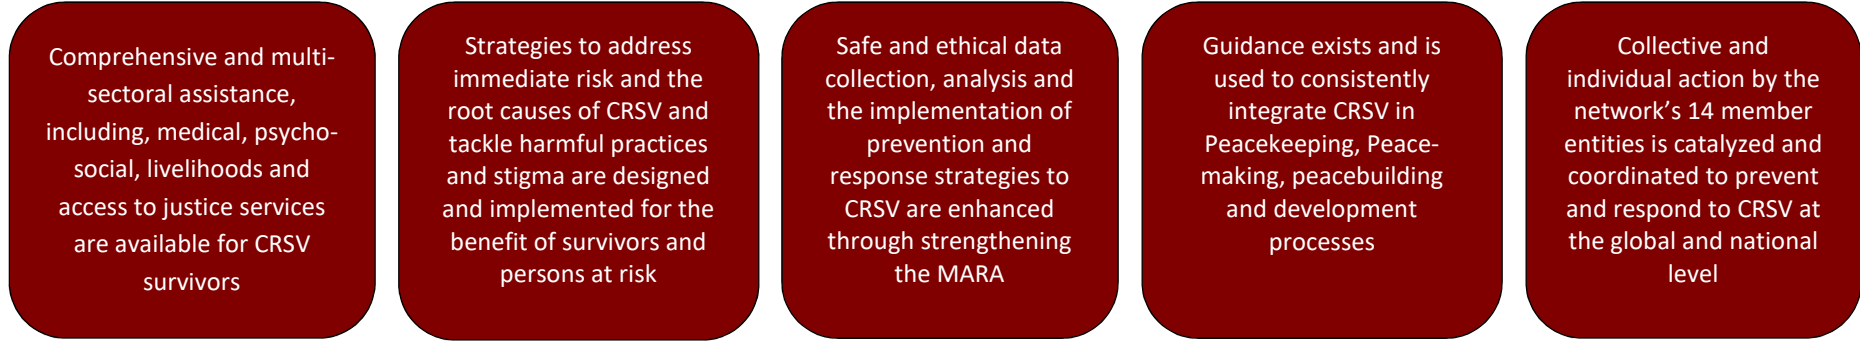 Comprehensive and multi-
sectoral assistance,
including, medical, psycho-
social, livelihoods and
access to justice services
are available for CRSV
survivors
Strategies to address
immediate risk and the
root causes of CRSV and
tackle harmful practices
and stigma are designed
and implemented for the
benefit of survivors and
persons at risk
Safe and ethical data
collection, analysis and
the implementation of
prevention and
response strategies to
CRSV are enhanced
through strengthening
the MARA
Guidance exists and is
used to consistently
integrate CRSV in
Peacekeeping, Peace-
making, peacebuilding
and development
processes
Collective and
individual action by the
network’s 14 member
entities is catalyzed and
coordinated to prevent
and respond to CRSV at
the global and national
level